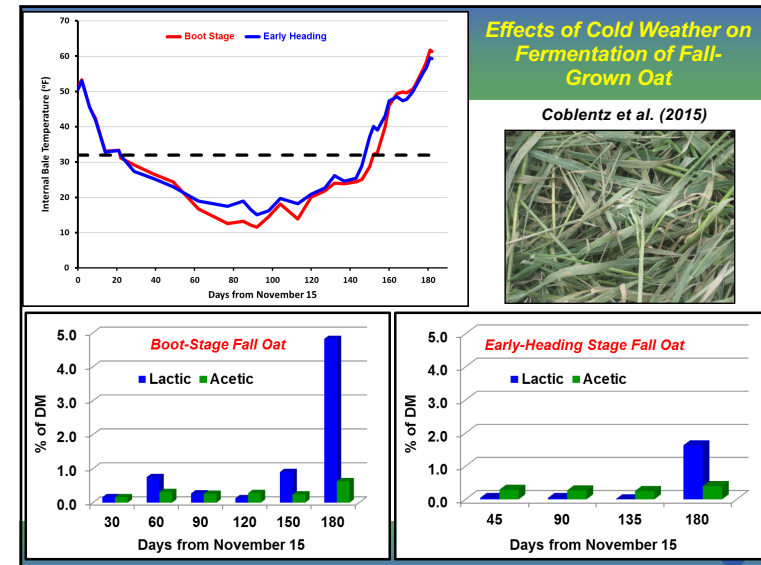 Effects of Cold Weather on
Fermentation of Fall-
Grown Oat
Coblentz et al. (2015)
Boot Stage Early Heading
Internal Bale Temperature (°F)
70
60
50
40
30
20
10
0
0 20 40 60 80 100 120 140 160 180
Days from November 15
Boot-Stage Fall Oat
Lactic Acetic
% of DM
5.0
4.0
3.0
2.0
1.0
0.0
30 60 90 120 150 180
Days from November 15
Early-Heading Stage Fall Oat
Lactic Acetic
% of DM
5.0
4.0
3.0
2.0
1.0
0.0
45 90 135 180
Days from November 15